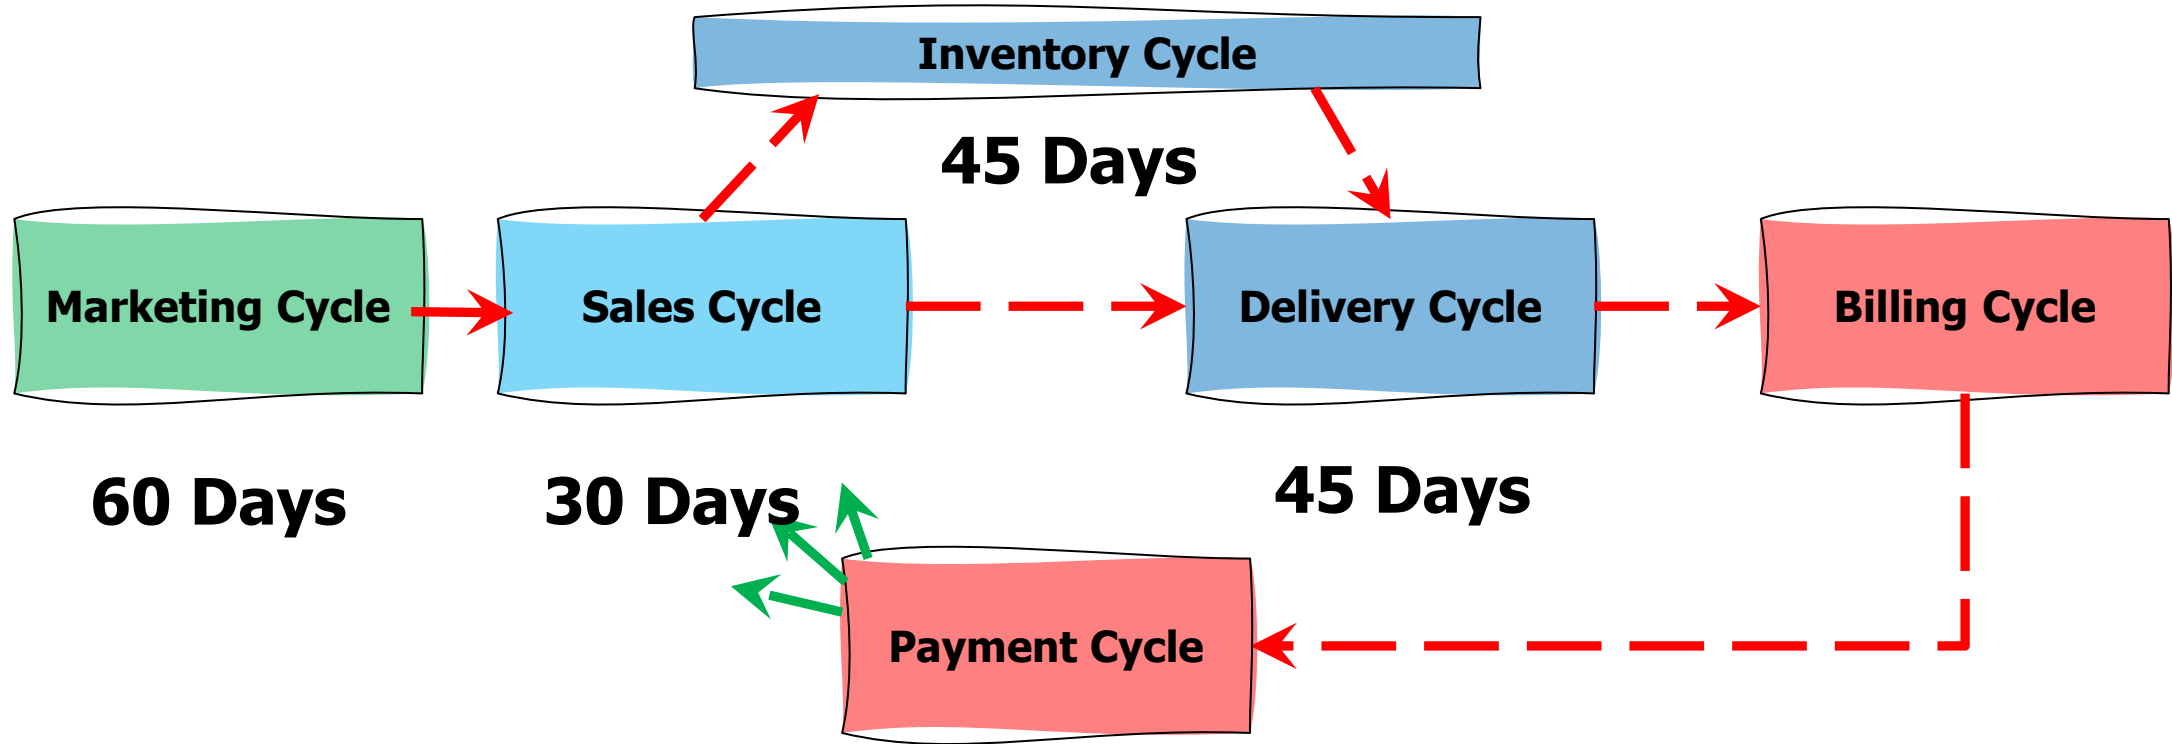 Inventory Cycle
45 Days
Marketing Cycle
Sales Cycle
Delivery Cycle
Billing Cycle
60 Days
30 Days
45 Days
Payment Cycle